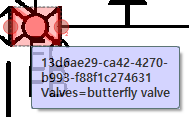 13d6ae29-ca42-4270-
b993-f88f1c274631
Valves=butterfly valve